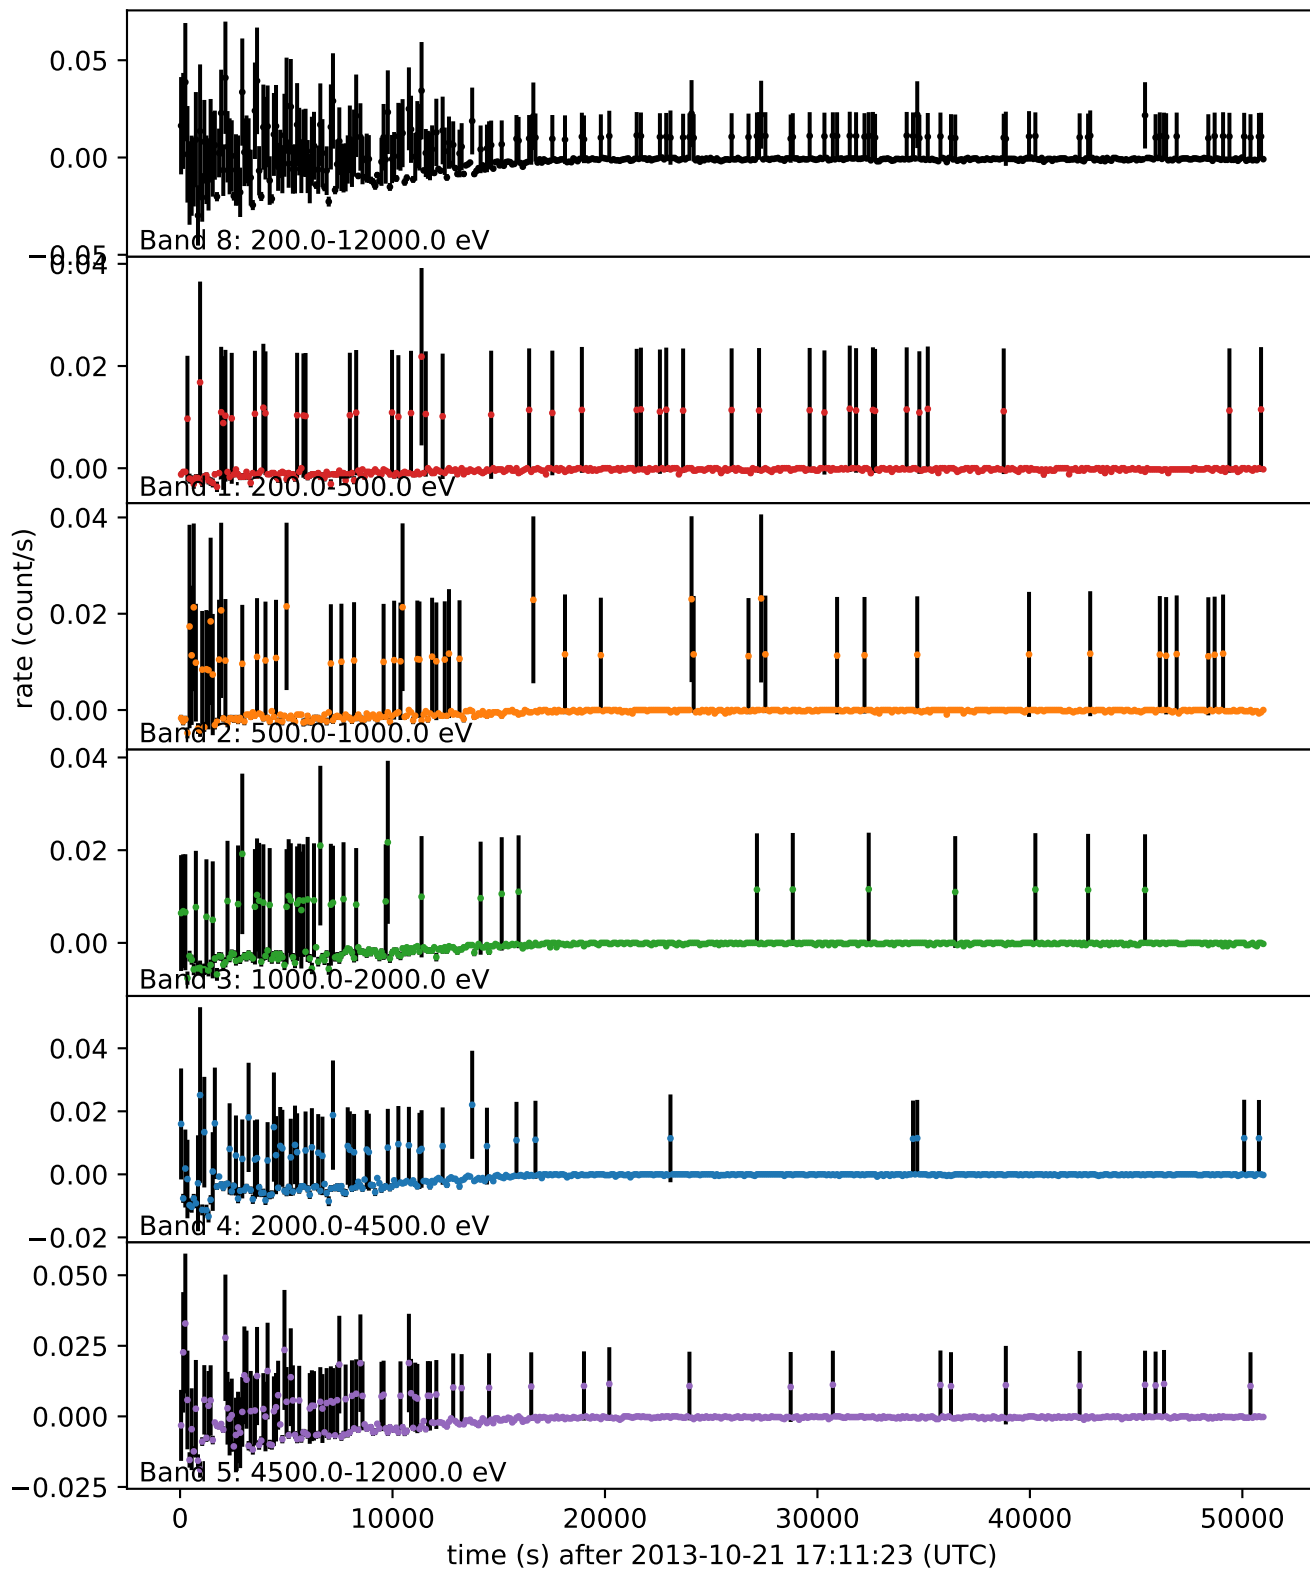 0.05
0.00
−0.05
Band 8: 200.0-12000.0 eV
0.04
0.02
0.00
Band 1: 200.0-500.0 eV
0.04
0.02
0.00
Band 2: 500.0-1000.0 eV
rate (count/s)
0.04
0.02
0.00
Band 3: 1000.0-2000.0 eV
0.04
0.02
0.00
−0.02
Band 4: 2000.0-4500.0 eV
0.050
0.025
0.000
−0.025
Band 5: 4500.0-12000.0 eV
0 10000 20000 30000 40000 50000
time (s) after 2013-10-21 17:11:23 (UTC)